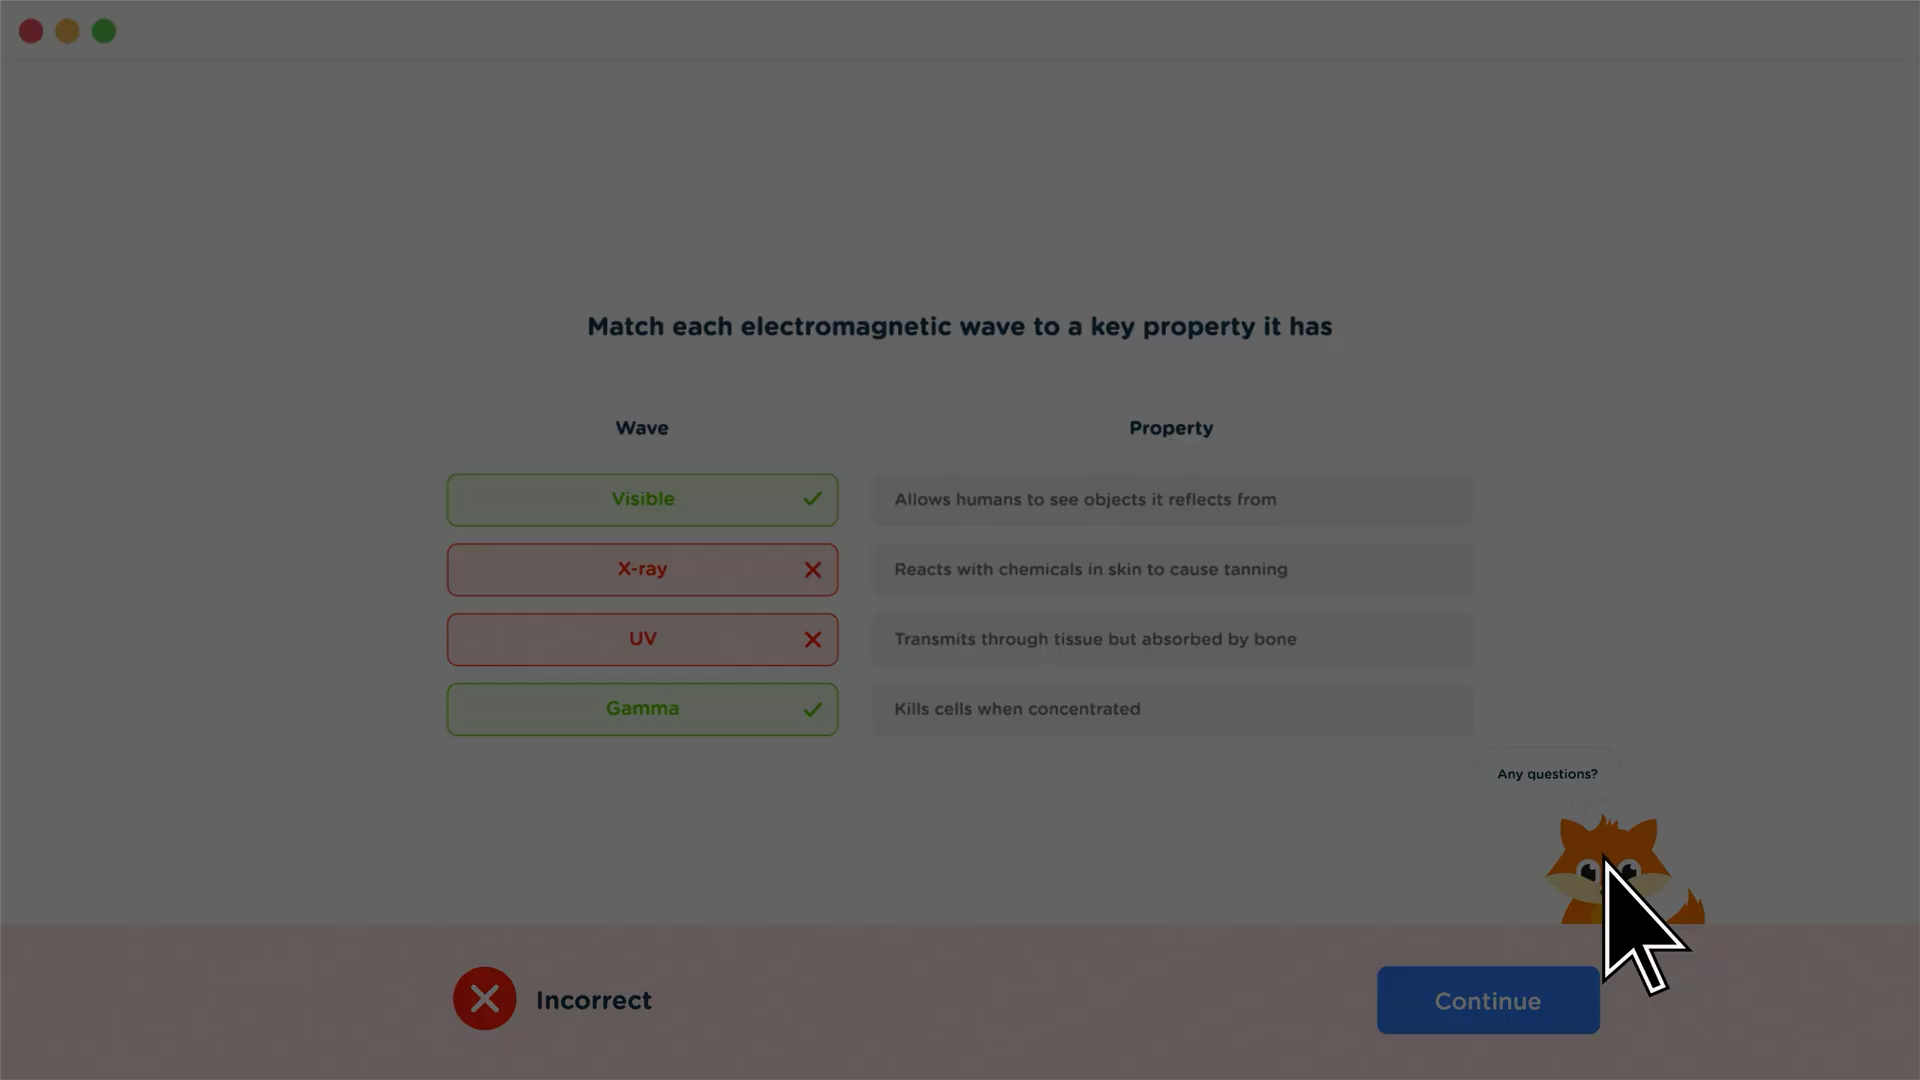 Match each electromagnetic wave to a key property it has
Wave Property
Visible Allows humans to see objects it reflects from
X-ray Reacts with chemicals in skin to cause tanning
UV Transmits through tissue but absorbed by bone
Gamma Kills cells when concentrated
Any questions?
Incorrect Continue